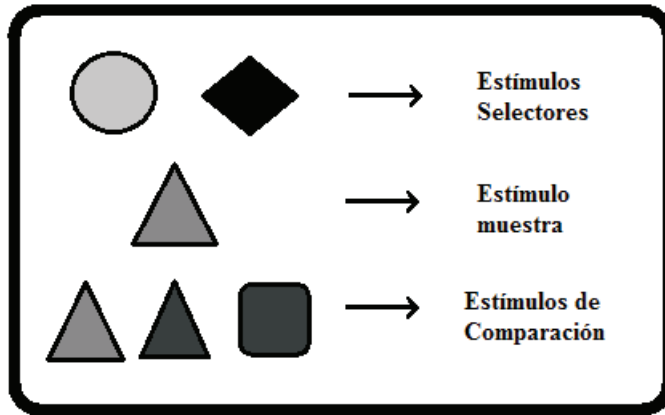 Estímulos
Selectores
Estímulo
muestra
Estímulos de
Comparación